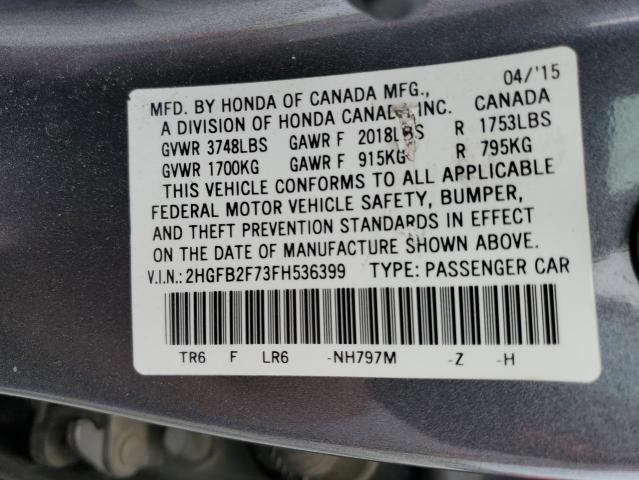 04/'15
MFD. BY HONDA OF CANADA MFG.,
A DIVISION OF HONDA CANADA INC. CANADA
GVWR 3748LBS GAWR F 2018LBS R 1753LBS
GVWR 1700KG GAWR F 915KG R 795KG
THIS VEHICLE CONFORMS TO ALL APPLICABLE
FEDERAL MOTOR VEHICLE SAFETY, BUMPER,
AND THEFT PREVENTION STANDARDS IN EFFECT
ON THE DATE OF MANUFACTURE SHOWN ABOVE.
V.I.N: 2HGFB2F73FH536399 TYPE: PASSENGER CAR
TR6 F LR6 -NH797M -Z -H